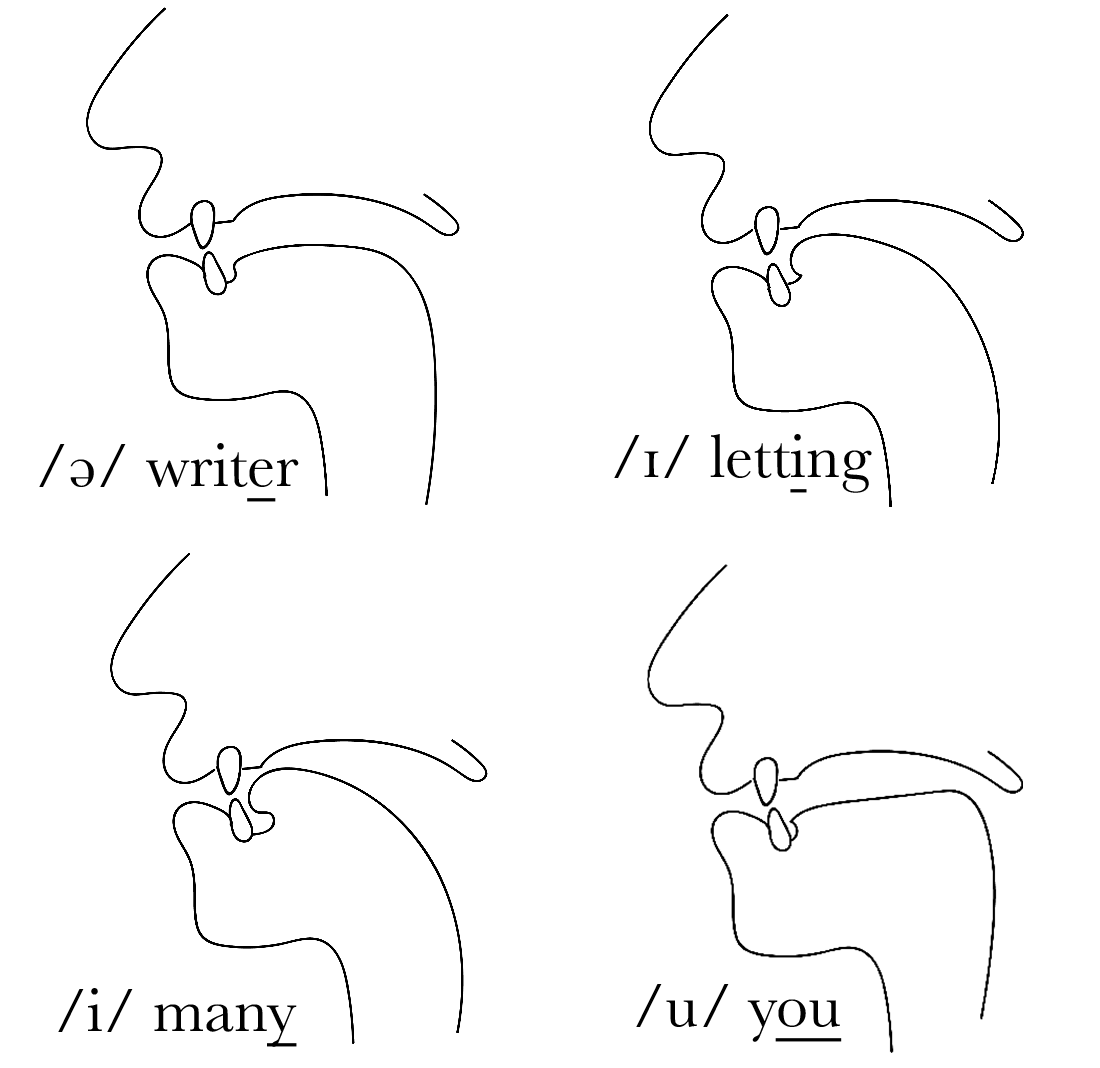 /ə/ writer
/ɪ/ letting
/i/ many
/u/ you